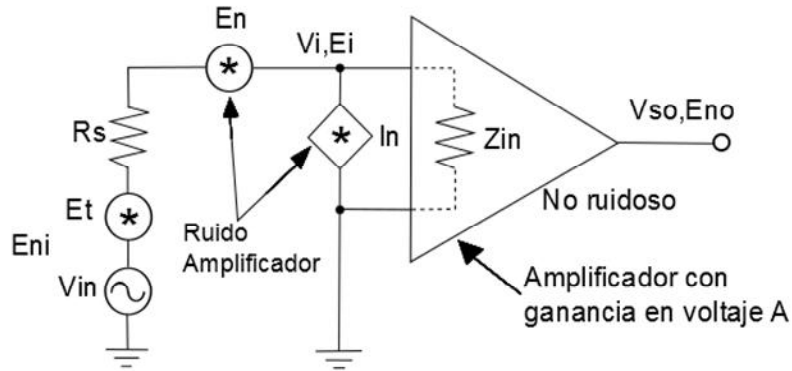 En
Vi,Ei
Vso,Eno
Rs
In
Zin
Et
Eni
Vin
Ruido
Amplificador
No ruidoso
Amplificador con
ganancia en voltaje A